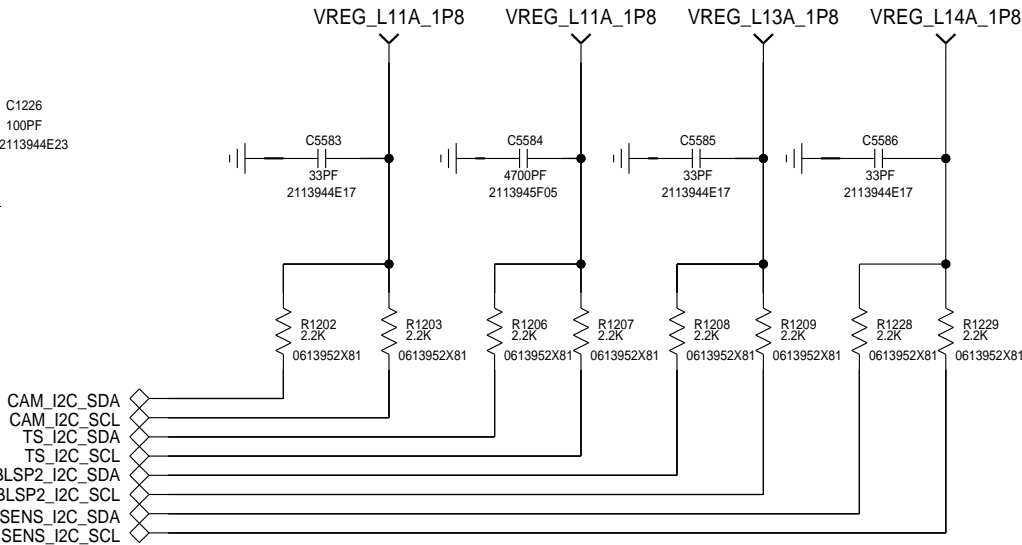 VREG_L11A_1P8 VREG_L11A_1P8 VREG_L13A_1P8 VREG_L14A_1P8
C1226
100PF
2113944E23
C5583 C5584 C5585 C5586
33PF 4700PF 33PF 33PF
2113944E17 2113945F05 2113944E17 2113944E17
R1202 R1203 R1206 R1207 R1208 R1209 R1228 R1229
2.2K 2.2K 2.2K 2.2K 2.2K 2.2K 2.2K 2.2K
0613952X81 0613952X81 0613952X81 0613952X81 0613952X81 0613952X81 0613952X81 0613952X81
CAM_I2C_SDA
CAM_I2C_SCL
TS_I2C_SDA
TS_I2C_SCL
BLSP2_I2C_SDA
BLSP2_I2C_SCL
SENS_I2C_SDA
SENS_I2C_SCL